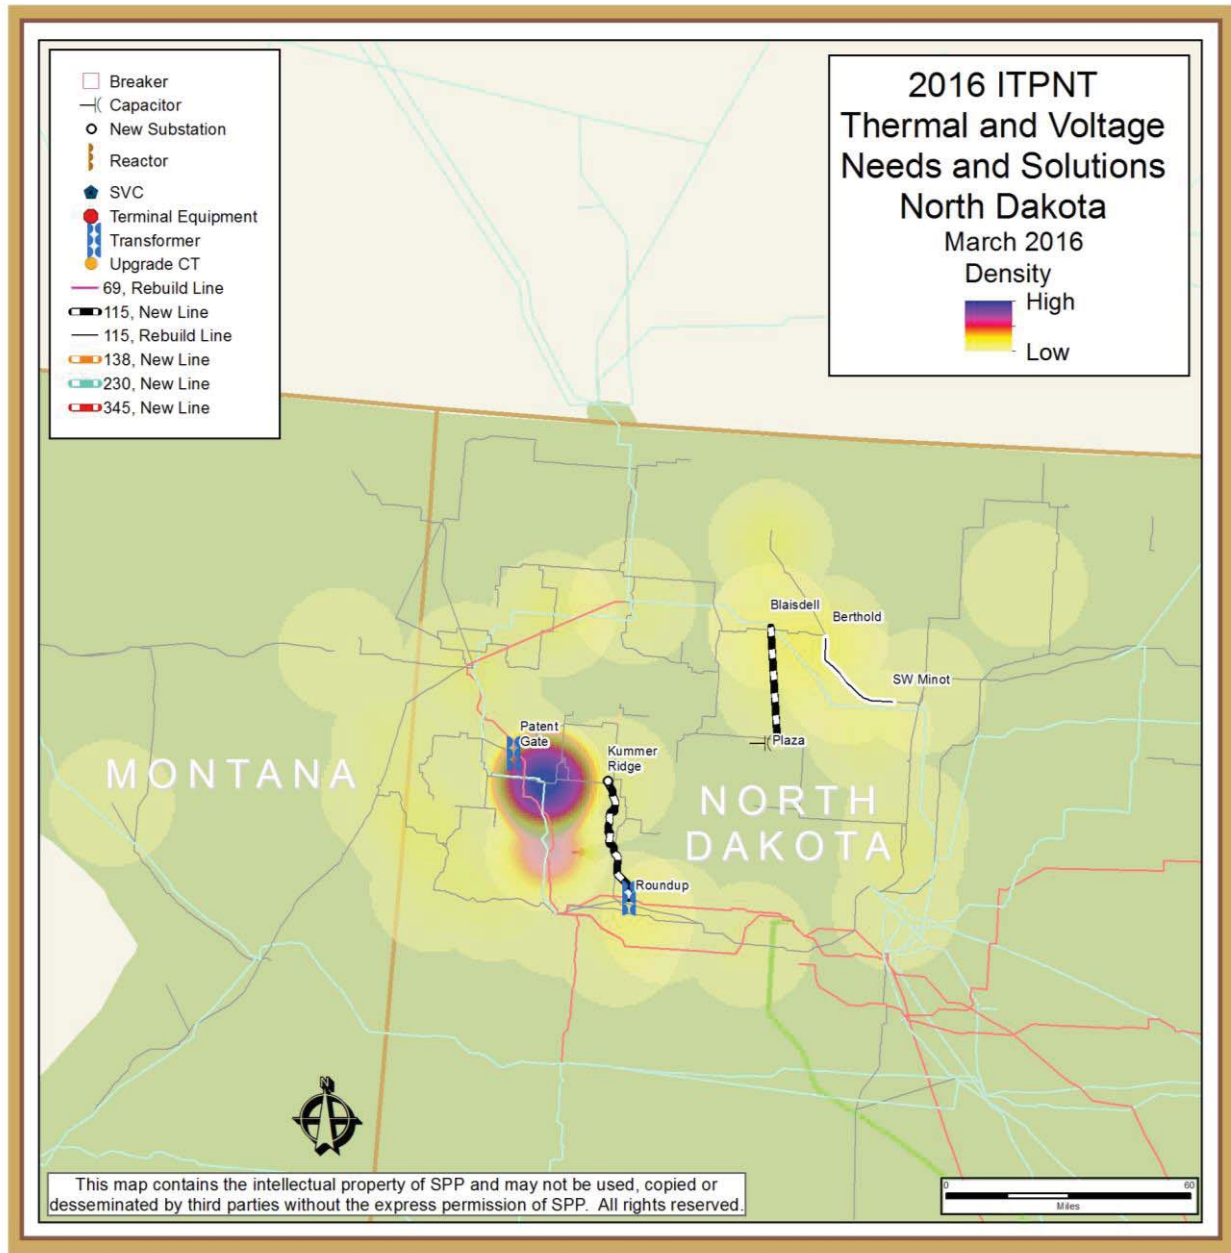 Breaker
Capacitor
New Substation
Reactor
SVC
Terminal Equipment
Transformer
Upgrade CT
69, Rebuild Line
115, New Line
115, Rebuild Line
138, New Line
230, New Line
345, New Line
2016 ITPNT
Thermal and Voltage
Needs and Solutions
North Dakota
March 2016
Density
High
Low
Blaisdell
Berthold
SW Minot
Patent
Gate
Plaza
Kummer
Ridge
MONTANA
NORTH
DAKOTA
Roundup
N
This map contains the intellectual property of SPP and may not be used, copied or
desseminated by third parties without the express permission of SPP. All rights reserved.
0
60
Miles